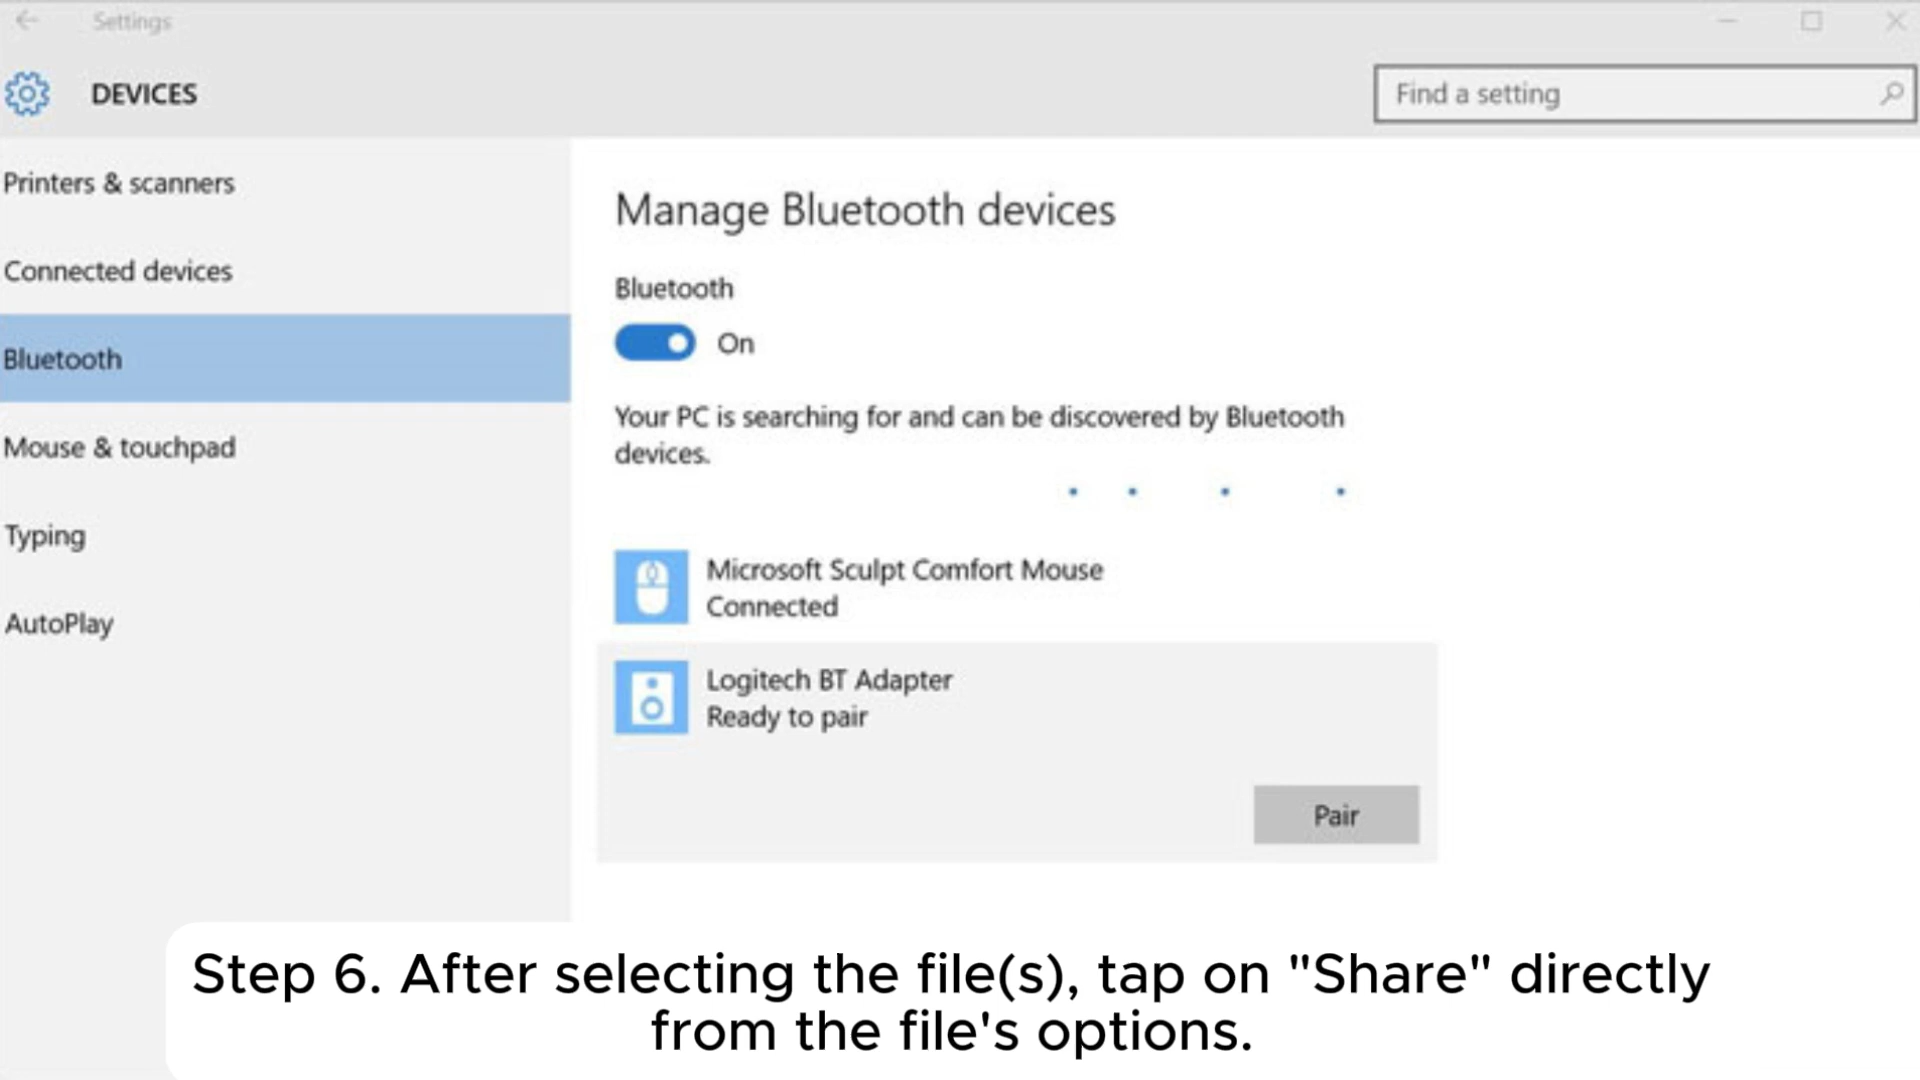 Settings
DEVICES
Find a setting
Printers & scanners
Connected devices
Bluetooth
Mouse & touchpad
Typing
AutoPlay
Manage Bluetooth devices
Bluetooth
On
Your PC is searching for and can be discovered by Bluetooth
devices.
Microsoft Sculpt Comfort Mouse
Connected
Logitech BT Adapter
Ready to pair
Pair
Step 6. After selecting the file(s), tap on "Share" directly
from the file's options.